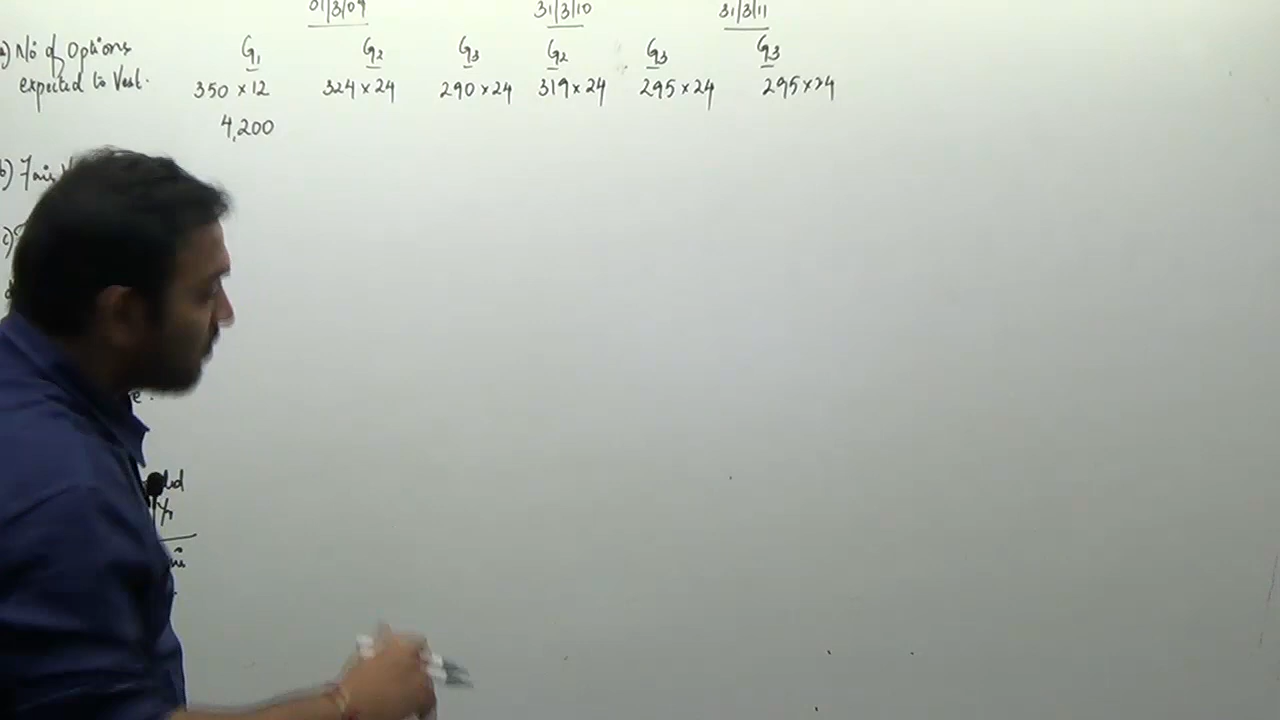 01/3/09 31/3/10 31/3/11
a) No of Options G1 G2 G3 G2 G3 G3
expected to Vest. 350 × 12 324 × 24 290 × 24 319 × 24 295 × 24 295 × 24
4,200
b) Fair
c)
e.
Yr